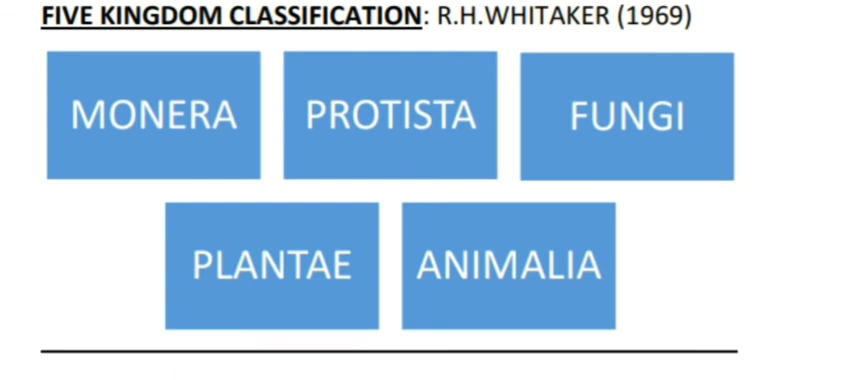 FIVE KINGDOM CLASSIFICATION: R.H.WHITAKER (1969)
MONERA PROTISTA FUNGI
PLANTAE ANIMALIA